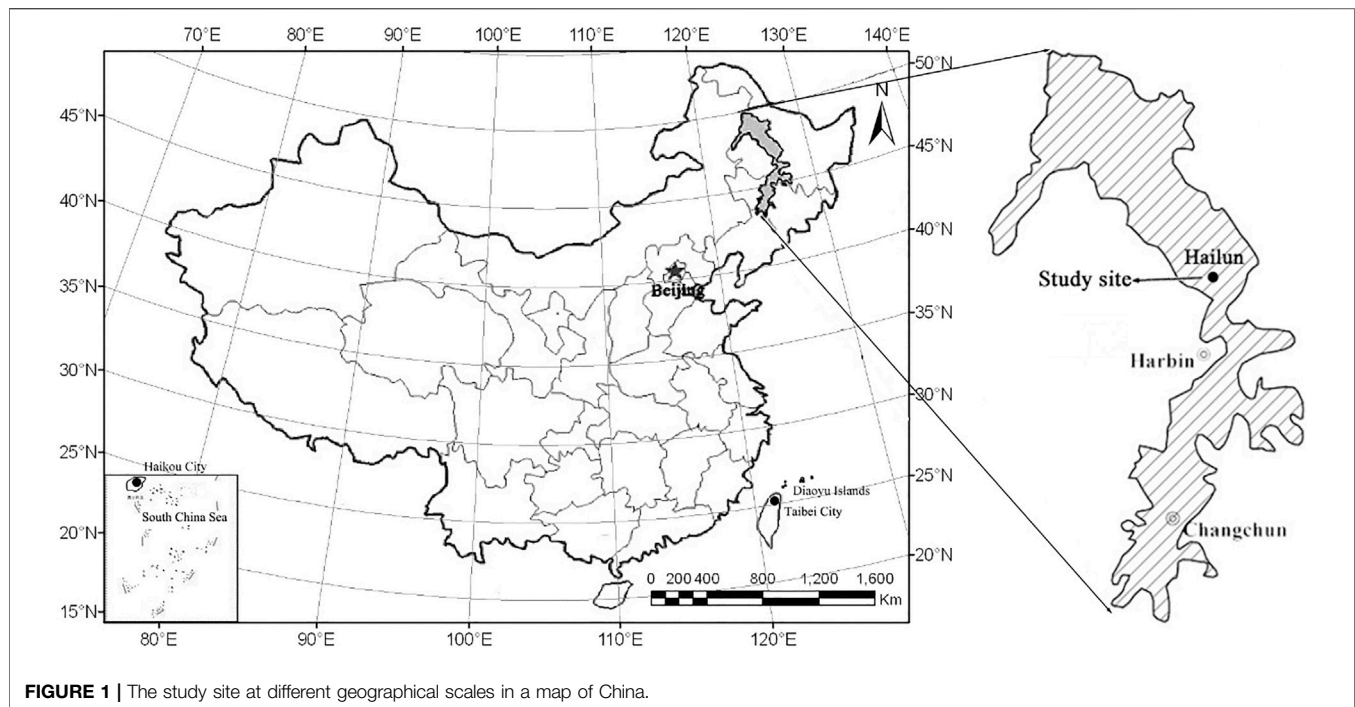 70°E 80°E 90°E 100°E 110°E 120°E 130°E 140°E
50°N
N
45°N
45°N
40°N
40°N
35°N
35°N
30°N
30°N
25°N
25°N
20°N
20°N
15°N
80°E 90°E 100°E 110°E 120°E
Beijing
Haikou City
South China Sea
Diaoyu Islands
Taibei City
0 200 400 800 1,200 1,600
Km
Hailun
Study site
Harbin
Changchun
FIGURE 1 | The study site at different geographical scales in a map of China.